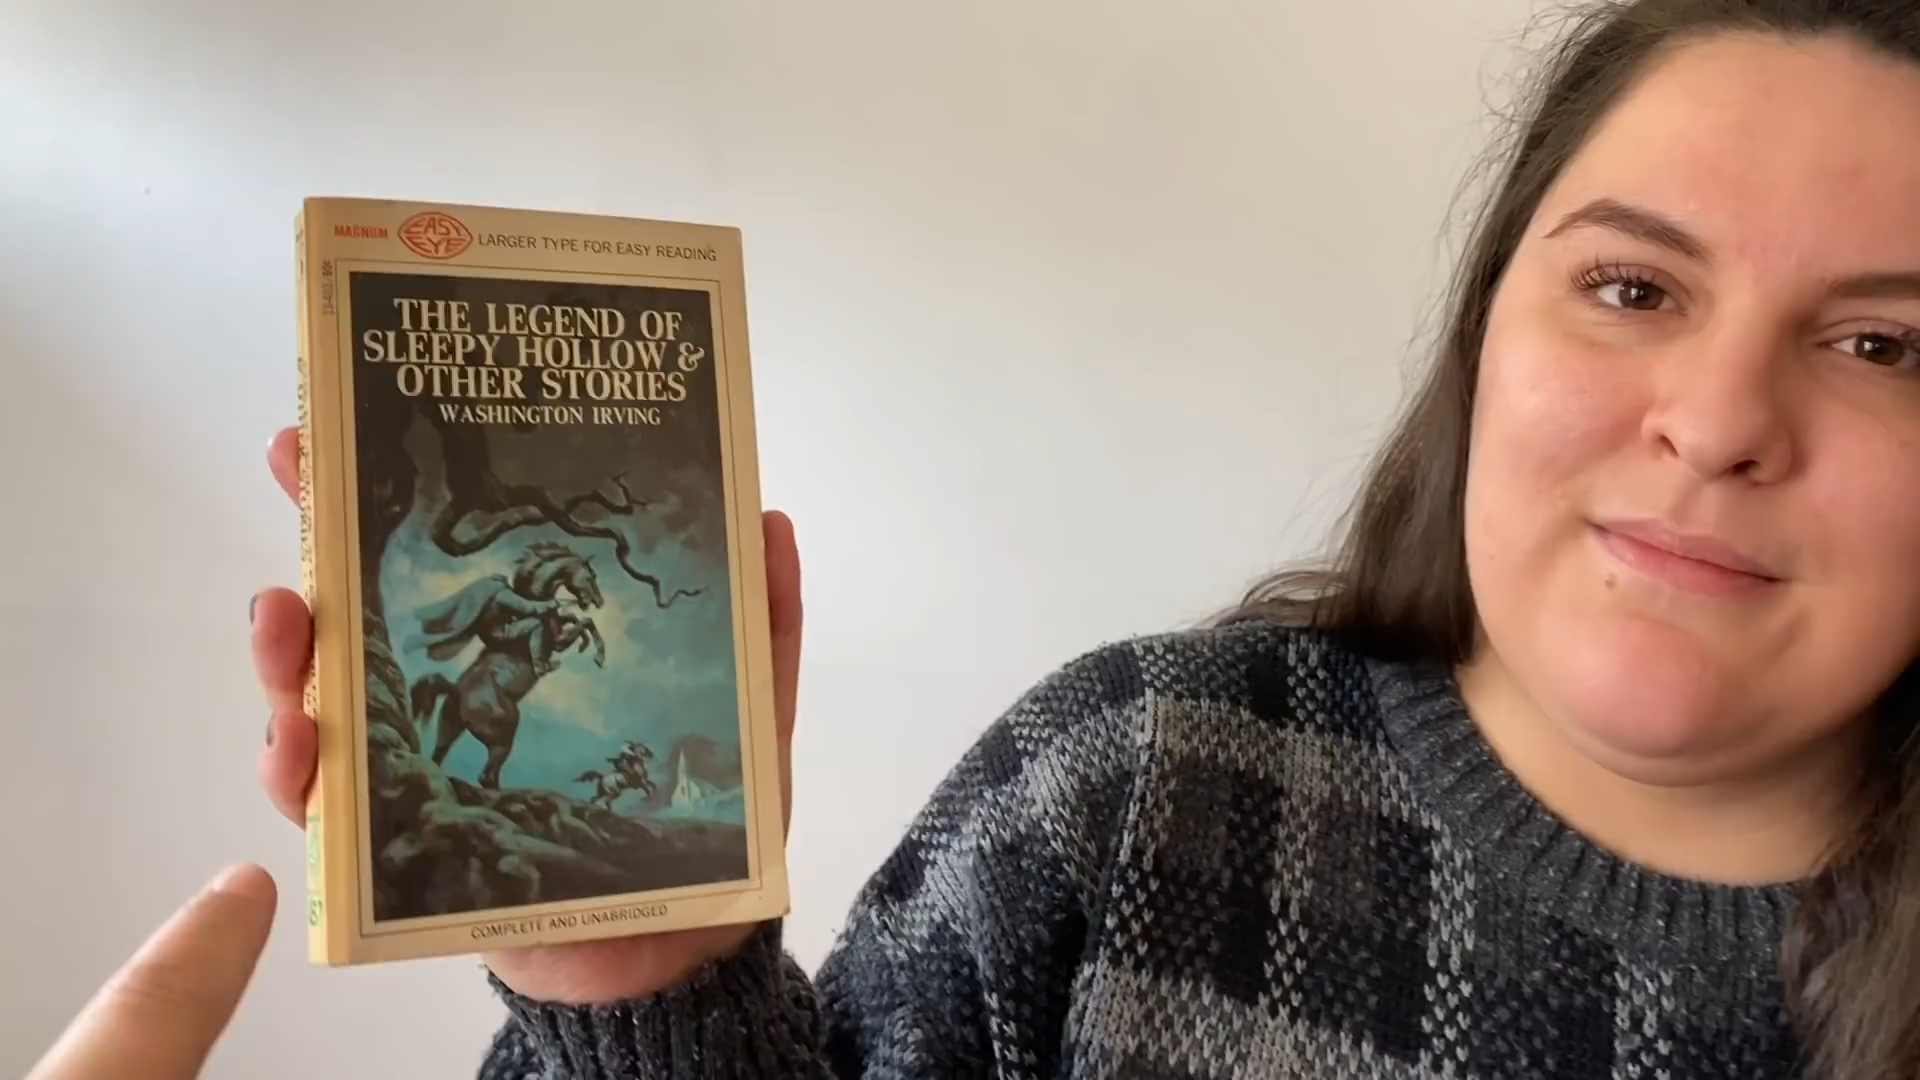 MAGNUM EASY EYE LARGER TYPE FOR EASY READING
THE LEGEND OF
SLEEPY HOLLOW &
OTHER STORIES
WASHINGTON IRVING
COMPLETE AND UNABRIDGED